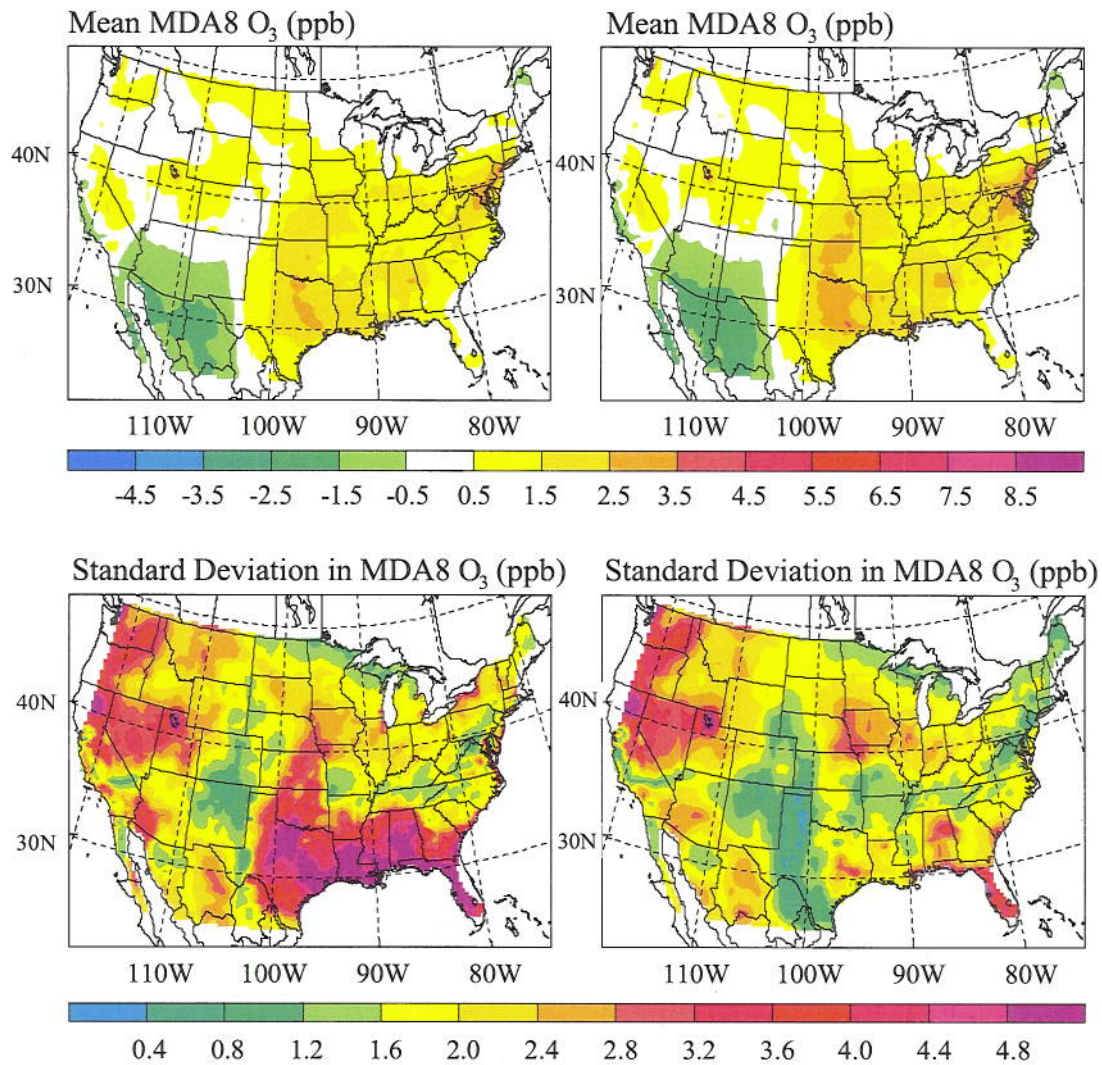 Mean MDA8 O₃ (ppb)
Mean MDA8 O₃ (ppb)
40N
30N
40N
30N
110W 100W 90W 80W
110W 100W 90W 80W
-4.5 -3.5 -2.5 -1.5 -0.5 0.5 1.5 2.5 3.5 4.5 5.5 6.5 7.5 8.5
Standard Deviation in MDA8 O₃ (ppb)
Standard Deviation in MDA8 O₃ (ppb)
40N
30N
40N
30N
110W 100W 90W 80W
110W 100W 90W 80W
0.4 0.8 1.2 1.6 2.0 2.4 2.8 3.2 3.6 4.0 4.4 4.8